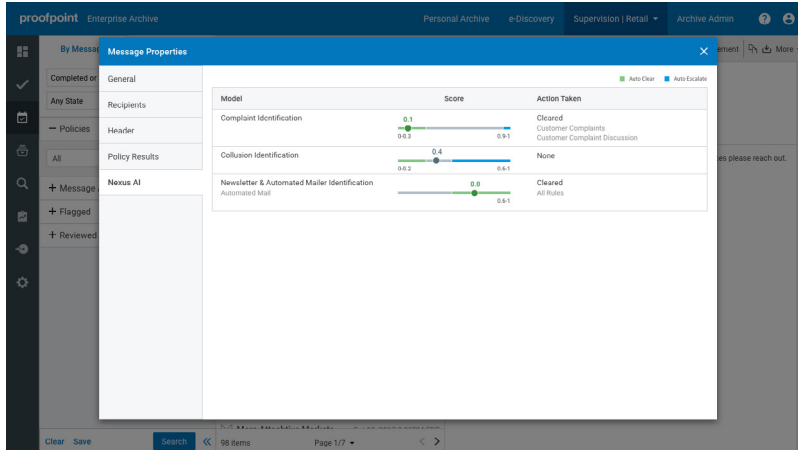 proofpoint Enterprise Archive
Personal Archive
e-Discovery
Supervision | Retail
Archive Admin
By Messa
Message Properties
ement
More
Completed or
Any State
Policies
All
Message
Flagged
Reviewed
General
Recipients
Header
Policy Results
Nexus AI
Auto Clear
Auto Escalate
Model
Score
Action Taken
Complaint Identification
0.1
0-0.3
0.9-1
Cleared
Customer Complaints
Customer Complaint Discussion
Collusion Identification
0.4
0-0.2
0.6-1
None
Newsletter & Automated Mailer Identification
Automated Mail
0.0
0.6-1
Cleared
All Rules
es please reach out.
Clear
Save
Search
98 items
Page 1/7